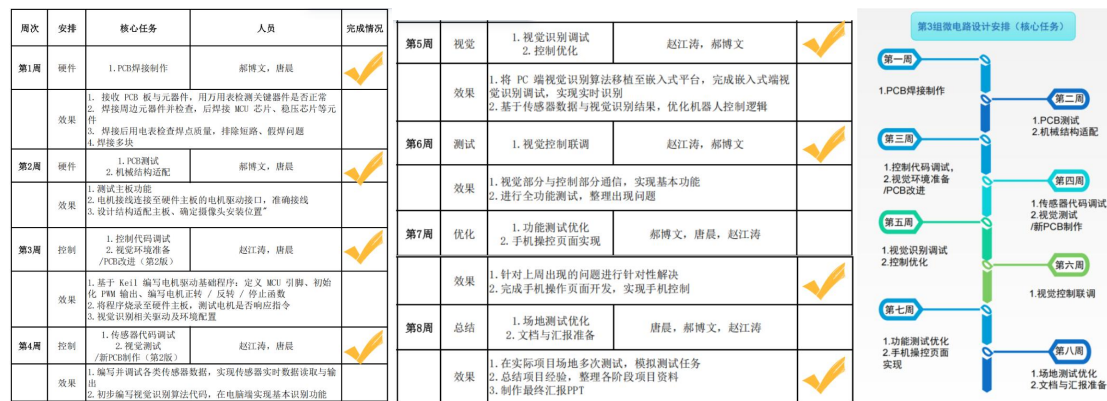 周次 安排 核心任务 人员 完成情况
第1周 硬件 1.PCB焊接制作 郝博文，唐晨
效果
1. 接收 PCB 板与元器件，用万用表检测关键器件是否正常
2. 焊接周边元器件并检查，后焊接 MCU 芯片、稳压芯片等元
件
3. 焊接后用电表检查焊点质量，排除短路、假焊问题
4.焊接多块
第2周 硬件 1.PCB测试 郝博文，唐晨
2.机械结构适配
效果
1.测试主板功能
2.电机接线连接至硬件主板的电机驱动接口，准确接线
3.设计结构适配主板、确定摄像头安装位置"
第3周 控制 1.控制代码调试 赵江涛，唐晨
2.视觉环境准备
/PCB改进（第2版）
效果
1.基于 Keil 编写电机驱动基础程序：定义 MCU 引脚、初始
化 PWM 输出、编写电机正转 / 反转 / 停止函数
2.将程序烧录至硬件主板，测试电机是否响应指令
3.视觉识别相关驱动及环境配置
第4周 控制 1.传感器代码调试 赵江涛，唐晨
2.视觉测试
/新PCB制作（第2版）
效果
1.编写并调试各类传感器数据，实现传感器实时数据读取与输
出
2.初步编写视觉识别算法代码，在电脑端实现基本识别功能
第5周 视觉 1.视觉识别调试 赵江涛，郝博文
2.控制优化
效果
1.将 PC 端视觉识别算法移植至嵌入式平台，完成嵌入式端视
觉识别调试，实现实时识别
2.基于传感器数据与视觉识别结果，优化机器人控制逻辑
第6周 测试 1.视觉控制联调 赵江涛，郝博文
效果
1.视觉部分与控制部分通信，实现基本功能
2.进行全功能测试，整理出现问题
第7周 优化 1.功能测试优化 郝博文，唐晨，赵江涛
2.手机操控页面实现
效果
1.针对上周出现的问题进行针对性解决
2.完成手机操作页面开发，实现手机控制
第8周 总结 1.场地测试优化 唐晨，郝博文，赵江涛
2.文档与汇报准备
效果
1.在实际项目场地多次测试，模拟测试任务
2.总结项目经验，整理各阶段项目资料
3.制作最终汇报PPT
第3组微电路设计安排（核心任务）
第一周
1.PCB焊接制作
第二周
1.PCB测试
2.机械结构适配
第三周
1.控制代码调试，
2.视觉环境准备
/PCB改进
第四周
1.传感器代码调试
2.视觉测试
/新PCB制作
第五周
1.视觉识别调试
2.控制优化
第六周
1.视觉控制联调
第七周
1.功能测试优化
2.手机操控页面
实现
第八周
1.场地测试优化
2.文档与汇报准备